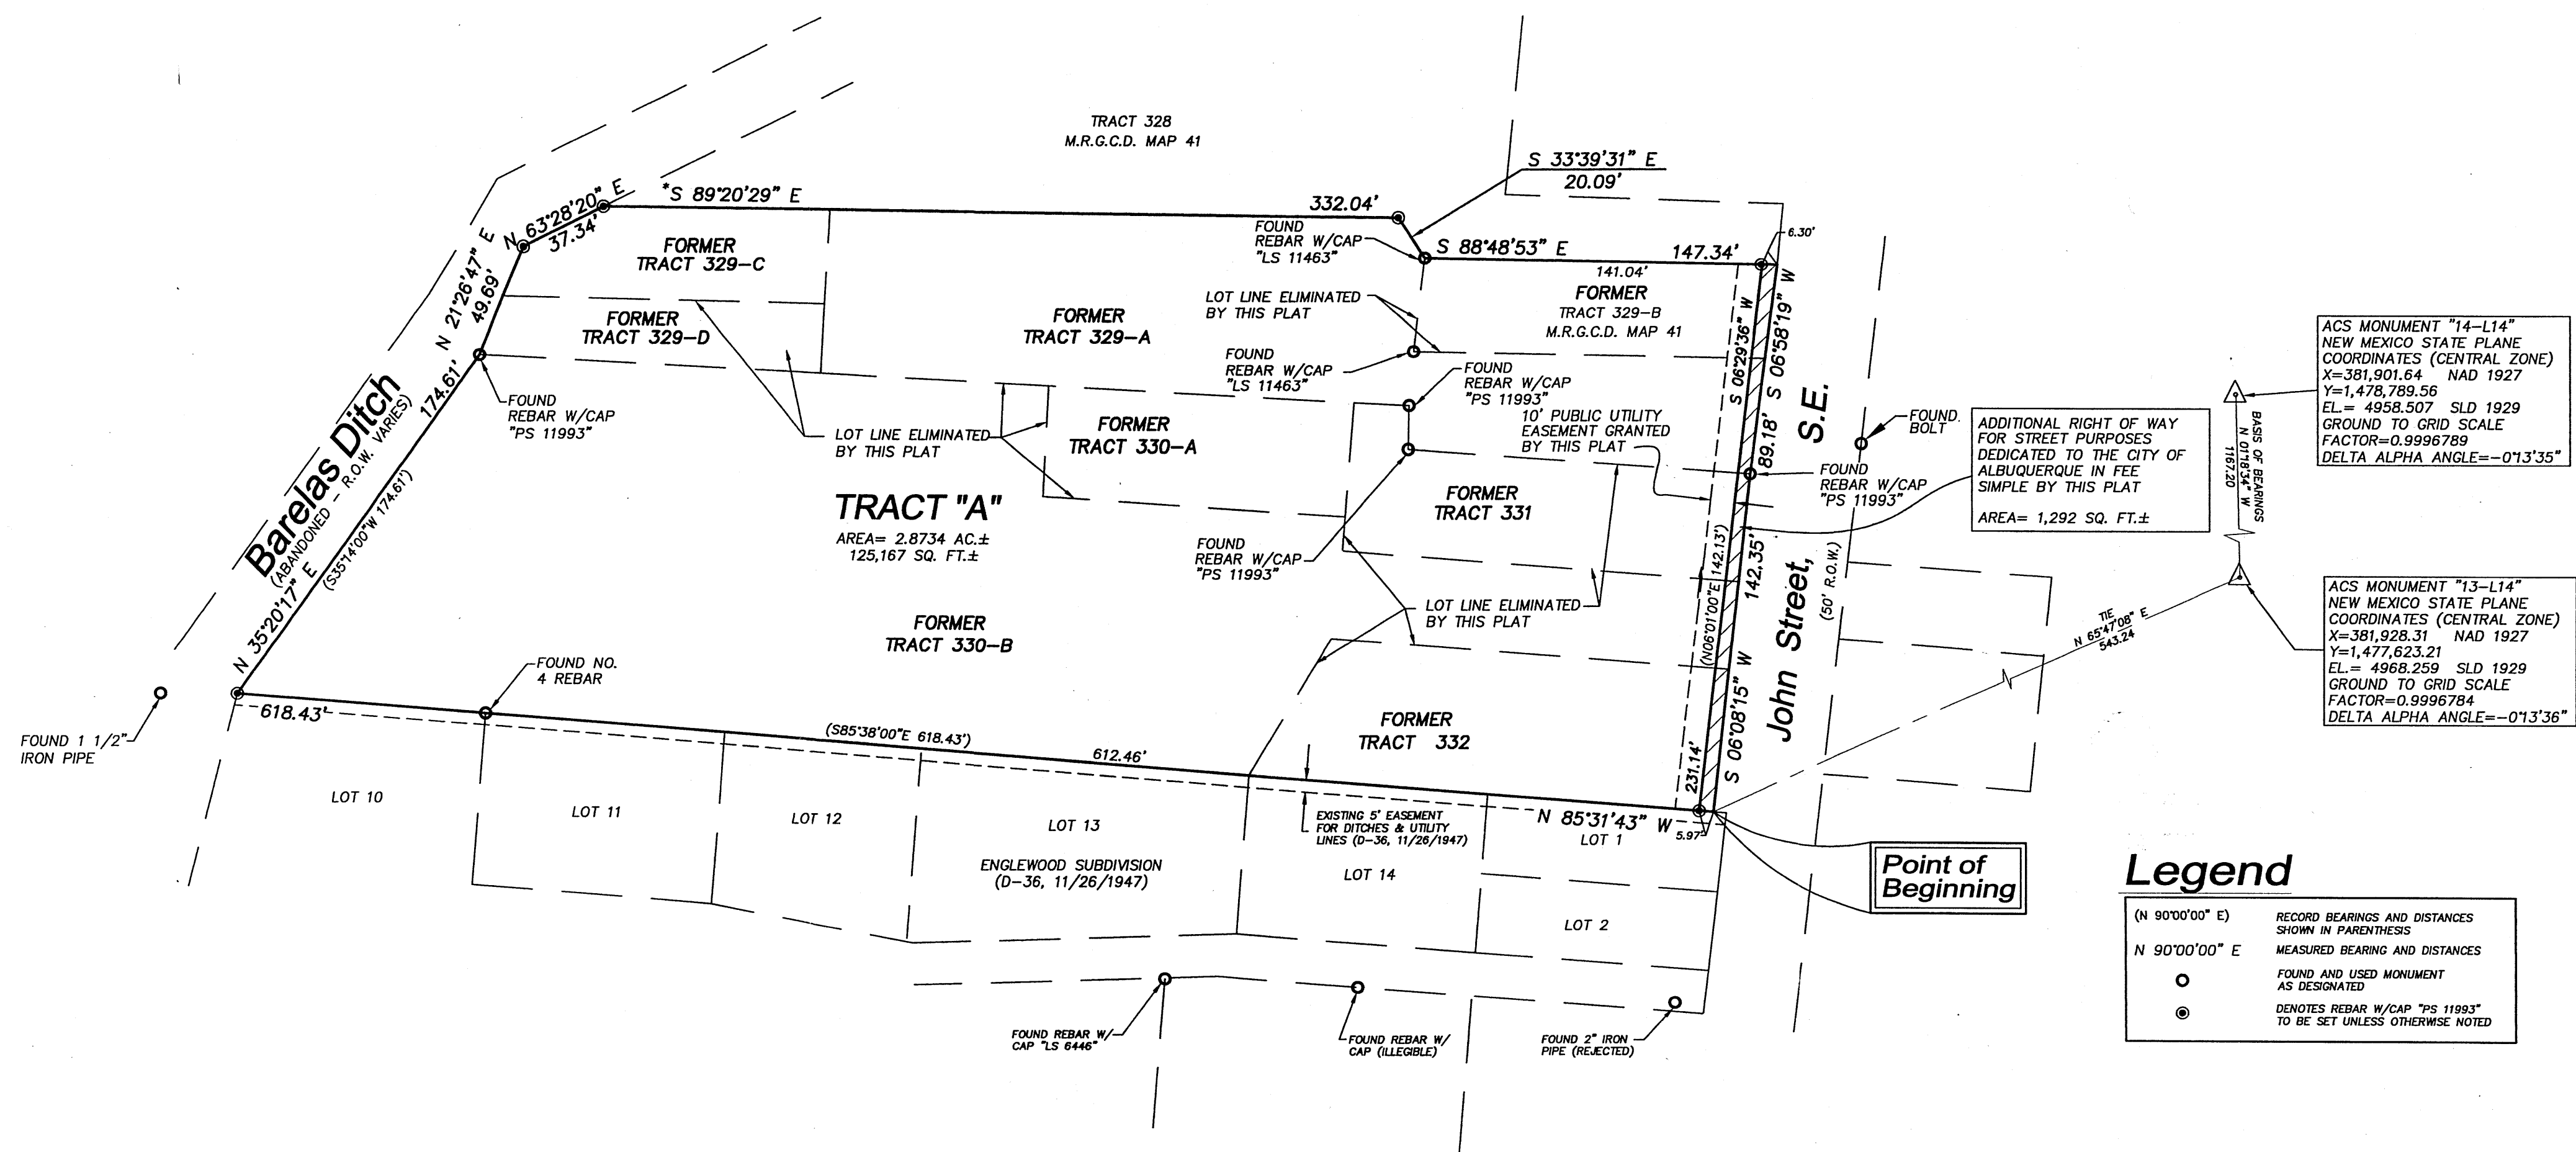 TRACT 328
M.R.G.C.D. MAP 41
S 33°39'31" E
20.09'
N 63°28'20" E
37.34'
*S 89°20'29" E
332.04'
FOUND
REBAR W/CAP
"LS 11463"
S 88°48'53" E
147.34'
141.04'
6.30'
N 21°26'47" E
49.69'
FORMER
TRACT 329-C
FORMER
TRACT 329-D
FORMER
TRACT 329-A
LOT LINE ELIMINATED
BY THIS PLAT
FORMER
TRACT 329-B
M.R.G.C.D. MAP 41
FOUND
REBAR W/CAP
"LS 11463"
FOUND
REBAR W/CAP
"PS 11993"
10' PUBLIC UTILITY
EASEMENT GRANTED
BY THIS PLAT
S 06°29'36" W
S 06°58'19" W
89.18'
S.E.
FOUND
BOLT
FOUND
REBAR W/CAP
"PS 11993"
ADDITIONAL RIGHT OF WAY
FOR STREET PURPOSES
DEDICATED TO THE CITY OF
ALBUQUERQUE IN FEE
SIMPLE BY THIS PLAT
AREA= 1,292 SQ. FT.±
ACS MONUMENT "14-L14"
NEW MEXICO STATE PLANE
COORDINATES (CENTRAL ZONE)
X=381,901.64 NAD 1927
Y=1,478,789.56
EL.= 4958.507 SLD 1929
GROUND TO GRID SCALE
FACTOR=0.9996789
DELTA ALPHA ANGLE=-0°13'35"
BASIS OF BEARINGS
N 01°18'34" W
1167.20
ACS MONUMENT "13-L14"
NEW MEXICO STATE PLANE
COORDINATES (CENTRAL ZONE)
X=381,928.31 NAD 1927
Y=1,477,623.21
EL.= 4968.259 SLD 1929
GROUND TO GRID SCALE
FACTOR=0.9996784
DELTA ALPHA ANGLE=-0°13'36"
TIE
N 65°47'08" E
543.24
Barelas Ditch
(ABANDONED - R.O.W. VARIES)
174.61'
N 35°20'17" E
(S35°14'00"W 174.61')
FOUND
REBAR W/CAP
"PS 11993"
LOT LINE ELIMINATED
BY THIS PLAT
FORMER
TRACT 330-A
TRACT "A"
AREA= 2.8734 AC.±
125,167 SQ. FT.±
FORMER
TRACT 331
FOUND
REBAR W/CAP
"PS 11993"
LOT LINE ELIMINATED
BY THIS PLAT
FORMER
TRACT 330-B
FORMER
TRACT 332
(N06°01'00"E 142.13')
142.35'
S 06°08'15" W
231.14'
John Street,
(50' R.O.W.)
FOUND NO.
4 REBAR
FOUND 1 1/2"
IRON PIPE
618.43'
(S85°38'00"E 618.43')
612.46'
N 85°31'43" W
5.97'
EXISTING 5' EASEMENT
FOR DITCHES & UTILITY
LINES (D-36, 11/26/1947)
LOT 10
LOT 11
LOT 12
LOT 13
LOT 14
LOT 1
LOT 2
ENGLEWOOD SUBDIVISION
(D-36, 11/26/1947)
Point of
Beginning
FOUND REBAR W/
CAP "LS 6446"
FOUND REBAR W/
CAP (ILLEGIBLE)
FOUND 2" IRON
PIPE (REJECTED)
Legend
(N 90°00'00" E) RECORD BEARINGS AND DISTANCES
SHOWN IN PARENTHESIS
N 90°00'00" E MEASURED BEARING AND DISTANCES
FOUND AND USED MONUMENT
AS DESIGNATED
DENOTES REBAR W/CAP "PS 11993"
TO BE SET UNLESS OTHERWISE NOTED